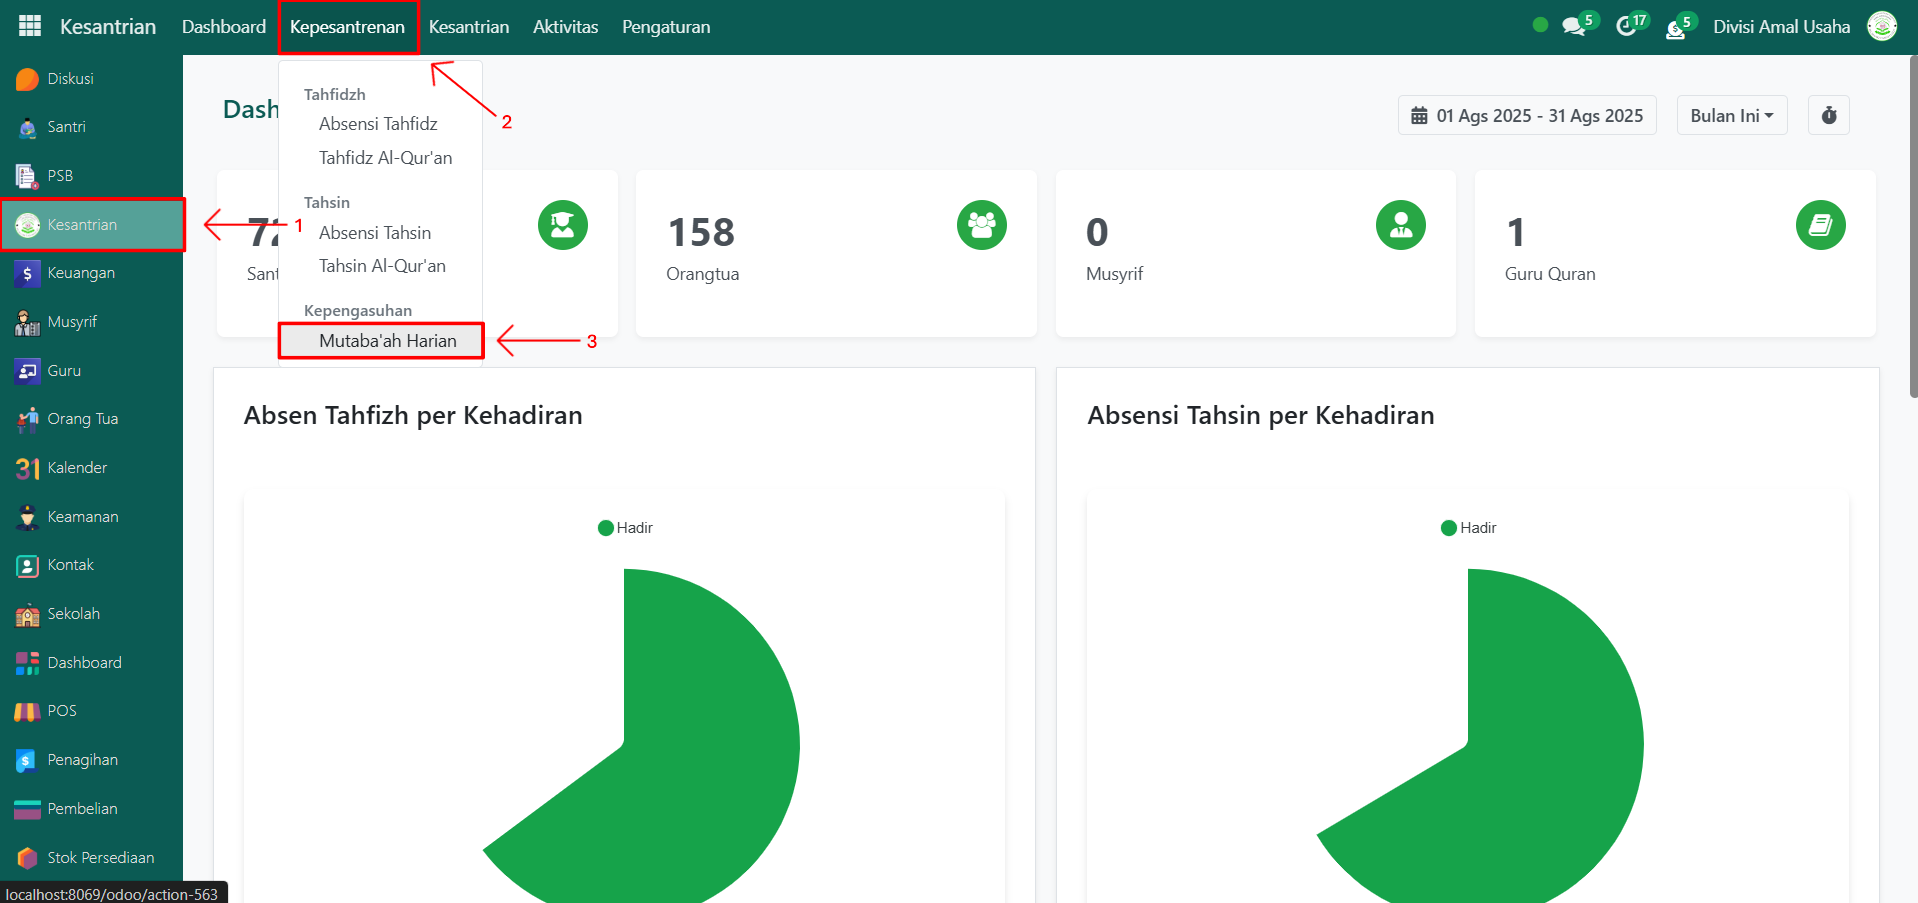 Kesantrian
Dashboard
Kepesantrenan
Kesantrian
Aktivitas
Pengaturan
5
17
5
Divisi Amal Usaha
Diskusi
Santri
PSB
Kesantrian
Keuangan
Musyrif
Guru
Orang Tua
31 Kalender
Keamanan
Kontak
Sekolah
Dashboard
POS
Penagihan
Pembelian
Stok Persediaan
localhost:8069/odoo/action-563
1
2
3
Tahfidzh
Absensi Tahfidz
Tahfidz Al-Qur'an
Tahsin
Absensi Tahsin
Tahsin Al-Qur'an
Kepengasuhan
Mutaba'ah Harian
Dash
01 Ags 2025 - 31 Ags 2025
Bulan Ini
Sant
158
Orangtua
0
Musyrif
1
Guru Quran
Absen Tahfizh per Kehadiran
Hadir
Absensi Tahsin per Kehadiran
Hadir